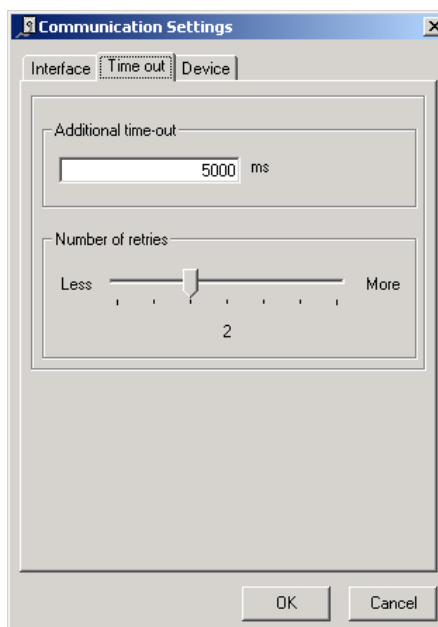 Communication Settings
Interface Time out Device
Additional time-out
5000 ms
Number of retries
Less More
2
OK Cancel